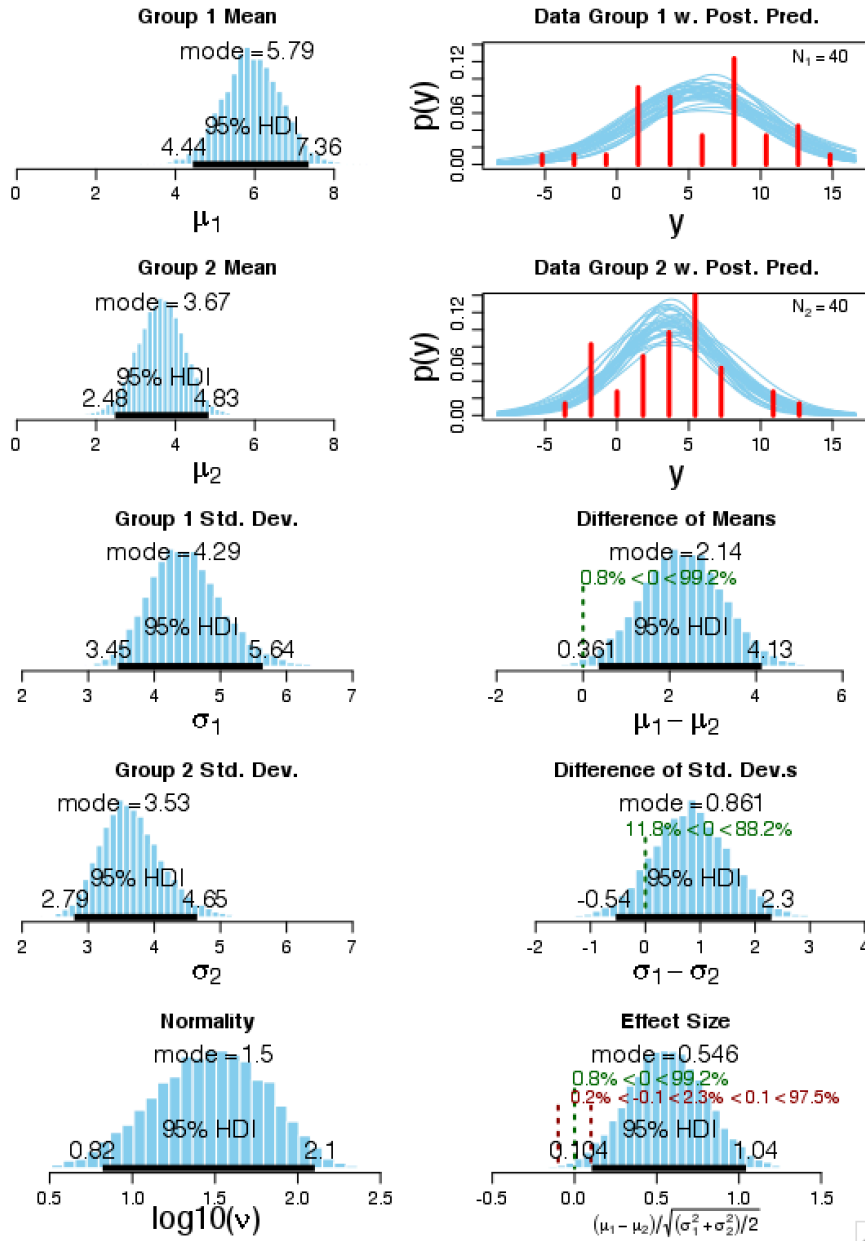 Group 1 Mean
mode = 5.79
95% HDI
4.44 7.36
0 2 4 6 8
μ1
Data Group 1 w. Post. Pred.
N1 = 40
p(y)
0.00 0.06 0.12
-5 0 5 10 15
y
Group 2 Mean
mode = 3.67
95% HDI
2.48 4.83
0 2 4 6 8
μ2
Data Group 2 w. Post. Pred.
N2 = 40
p(y)
0.00 0.06 0.12
-5 0 5 10 15
y
Group 1 Std. Dev.
mode = 4.29
95% HDI
3.45 5.64
2 3 4 5 6 7
σ1
Difference of Means
mode = 2.14
0.8% < 0 < 99.2%
95% HDI
0.361 4.13
-2 0 2 4 6
μ1 − μ2
Group 2 Std. Dev.
mode = 3.53
95% HDI
2.79 4.65
2 3 4 5 6 7
σ2
Difference of Std. Dev.s
mode = 0.861
11.8% < 0 < 88.2%
95% HDI
-0.54 2.3
-2 -1 0 1 2 3 4
σ1 − σ2
Normality
mode = 1.5
95% HDI
0.82 2.1
0.5 1.0 1.5 2.0 2.5
log10(ν)
Effect Size
mode = 0.546
0.8% < 0 < 99.2%
0.2% < -0.1 < 2.3% < 0.1 < 97.5%
95% HDI
0.104 1.04
-0.5 0.0 0.5 1.0 1.5
(μ1 − μ2)/√(σ1² + σ2²)/2